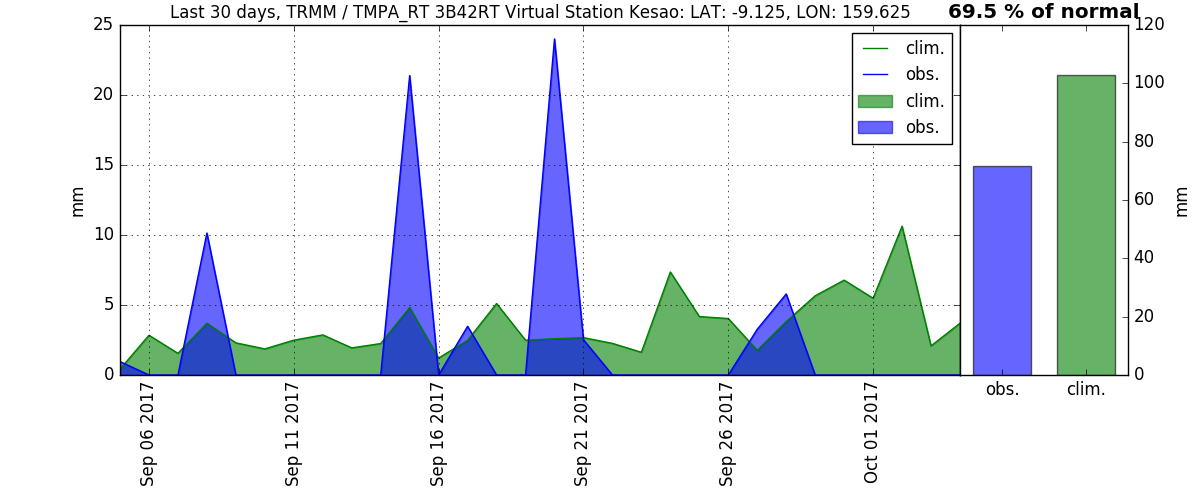 Last 30 days, TRMM / TMPA_RT 3B42RT Virtual Station Kesao: LAT: -9.125, LON: 159.625
69.5 % of normal
25
20
15
10
5
0
mm
clim.
obs.
clim.
obs.
Sep 06 2017
Sep 11 2017
Sep 16 2017
Sep 21 2017
Sep 26 2017
Oct 01 2017
120
100
80
60
40
20
0
mm
obs.
clim.